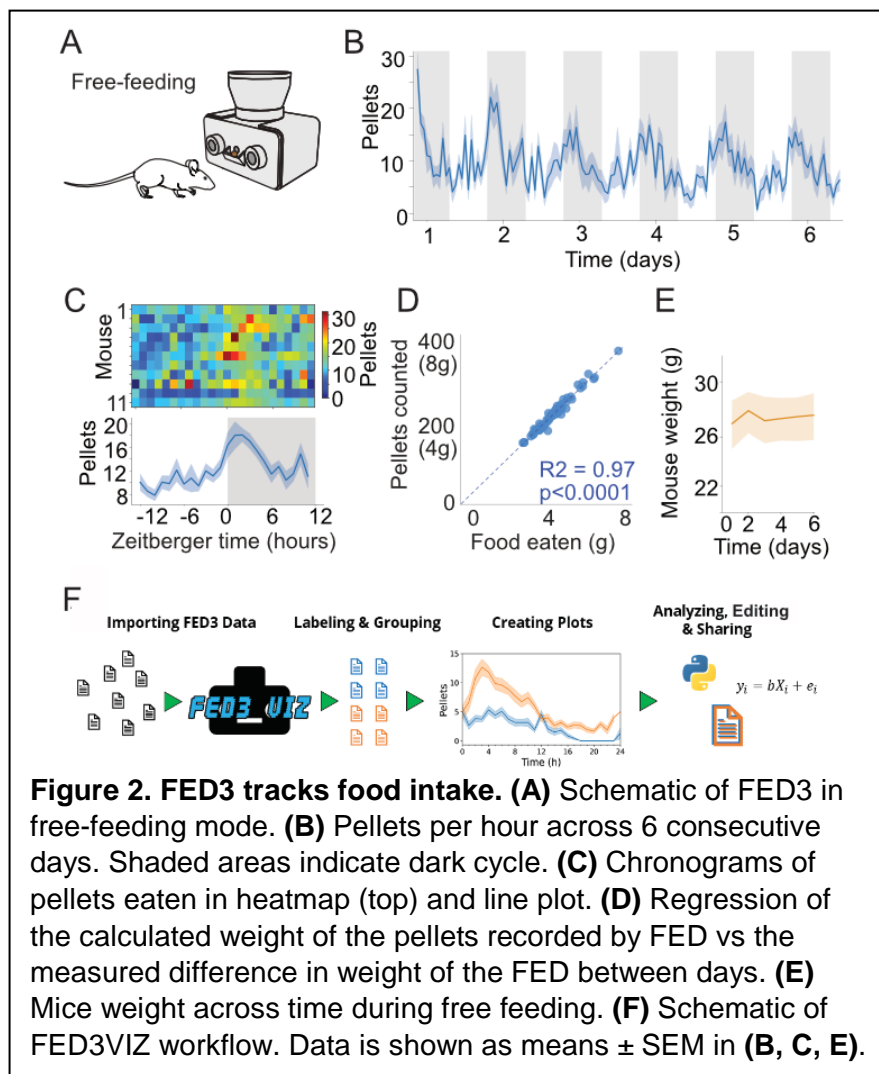 A
Free-feeding
B
Pellets
30
20
10
0
1 2 3 4 5 6
Time (days)
C
Mouse
1
11
30
20
10
0
Pellets
Pellets
20
16
12
8
-12 -6 0 6 12
Zeitberger time (hours)
D
Pellets counted
400
(8g)
200
(4g)
0
R2 = 0.97
p<0.0001
0 4 8
Food eaten (g)
E
Mouse weight (g)
30
26
22
0 2 4 6
Time (days)
F
Importing FED3 Data
FED3_VIZ
Labeling & Grouping
Creating Plots
Pellets
15
10
5
0
0 4 8 12 16 20 24
Time (h)
Analyzing, Editing
& Sharing
yᵢ = bXᵢ + eᵢ
Figure 2. FED3 tracks food intake. (A) Schematic of FED3 in
free-feeding mode. (B) Pellets per hour across 6 consecutive
days. Shaded areas indicate dark cycle. (C) Chronograms of
pellets eaten in heatmap (top) and line plot. (D) Regression of
the calculated weight of the pellets recorded by FED vs the
measured difference in weight of the FED between days. (E)
Mice weight across time during free feeding. (F) Schematic of
FED3VIZ workflow. Data is shown as means ± SEM in (B, C, E).